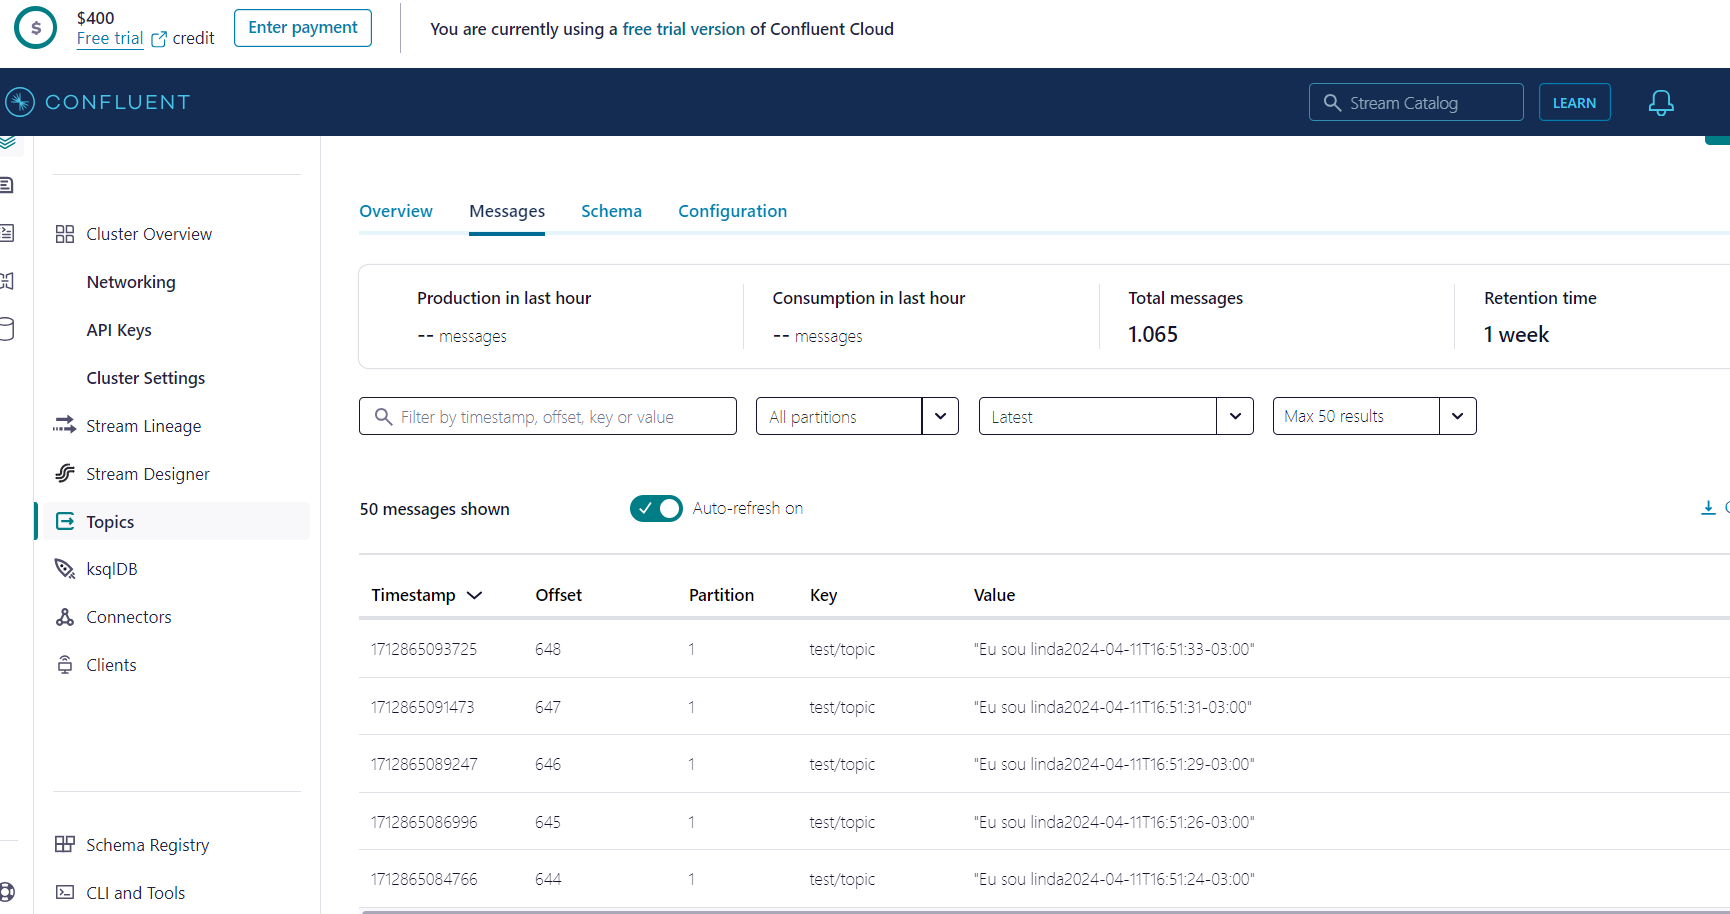 $400
Free trial credit
Enter payment
You are currently using a free trial version of Confluent Cloud
CONFLUENT
Stream Catalog
LEARN
Cluster Overview
Networking
API Keys
Cluster Settings
Stream Lineage
Stream Designer
Topics
ksqlDB
Connectors
Clients
Schema Registry
CLI and Tools
Overview Messages Schema Configuration
Production in last hour
-- messages
Consumption in last hour
-- messages
Total messages
1.065
Retention time
1 week
Filter by timestamp, offset, key or value
All partitions
Latest
Max 50 results
50 messages shown
Auto-refresh on
Timestamp Offset Partition Key Value
1712865093725 648 1 test/topic "Eu sou linda2024-04-11T16:51:33-03:00"
1712865091473 647 1 test/topic "Eu sou linda2024-04-11T16:51:31-03:00"
1712865089247 646 1 test/topic "Eu sou linda2024-04-11T16:51:29-03:00"
1712865086996 645 1 test/topic "Eu sou linda2024-04-11T16:51:26-03:00"
1712865084766 644 1 test/topic "Eu sou linda2024-04-11T16:51:24-03:00"